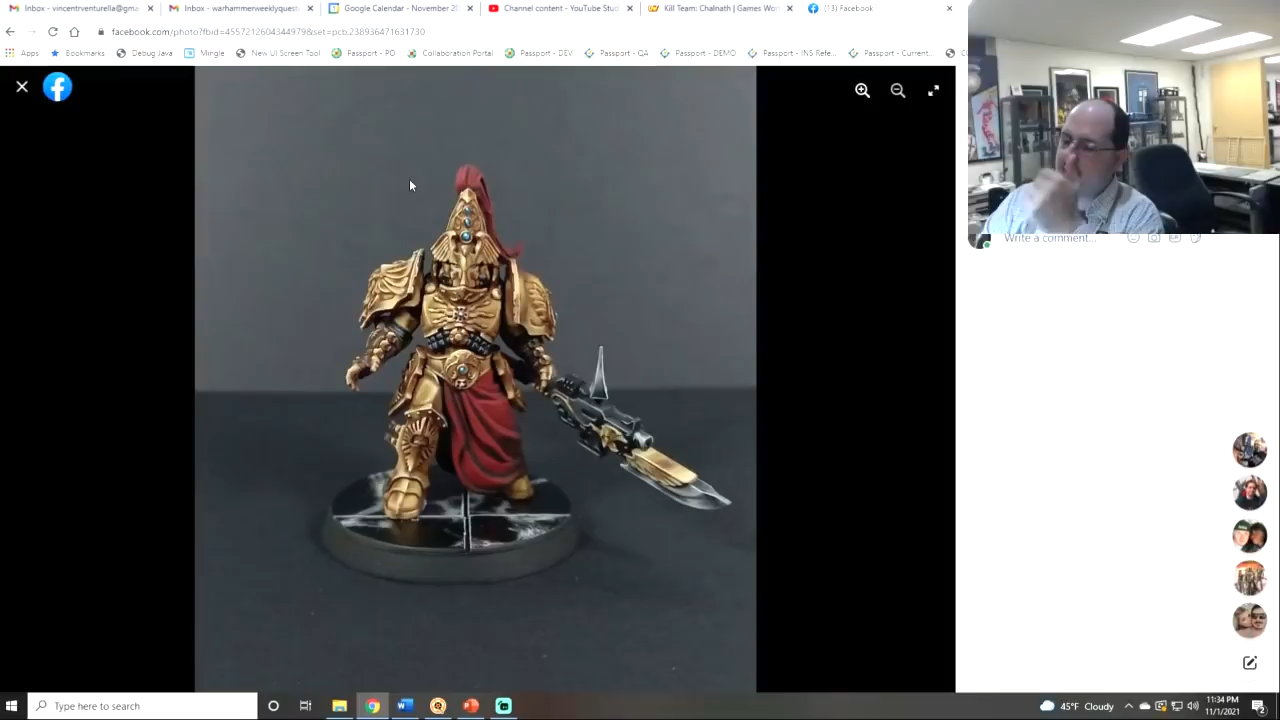 Inbox - vincentrventurella@gma
Inbox - warhammerweeklyquest
Google Calendar - November 20
Channel content - YouTube Stud
Kill Team: Chalnath | Games Wor
(13) Facebook
facebook.com/photo?fbid=4557212604344979&set=pcb.238936471631730
Apps
Bookmarks
Debug Java
Mingle
New UI Screen Tool
Passport - PO
Collaboration Portal
Passport - DEV
Passport - QA
Passport - DEMO
Passport - INS Refe...
Passport - Current...
Write a comment...
Type here to search
45°F Cloudy
11:34 PM
11/1/2021
2